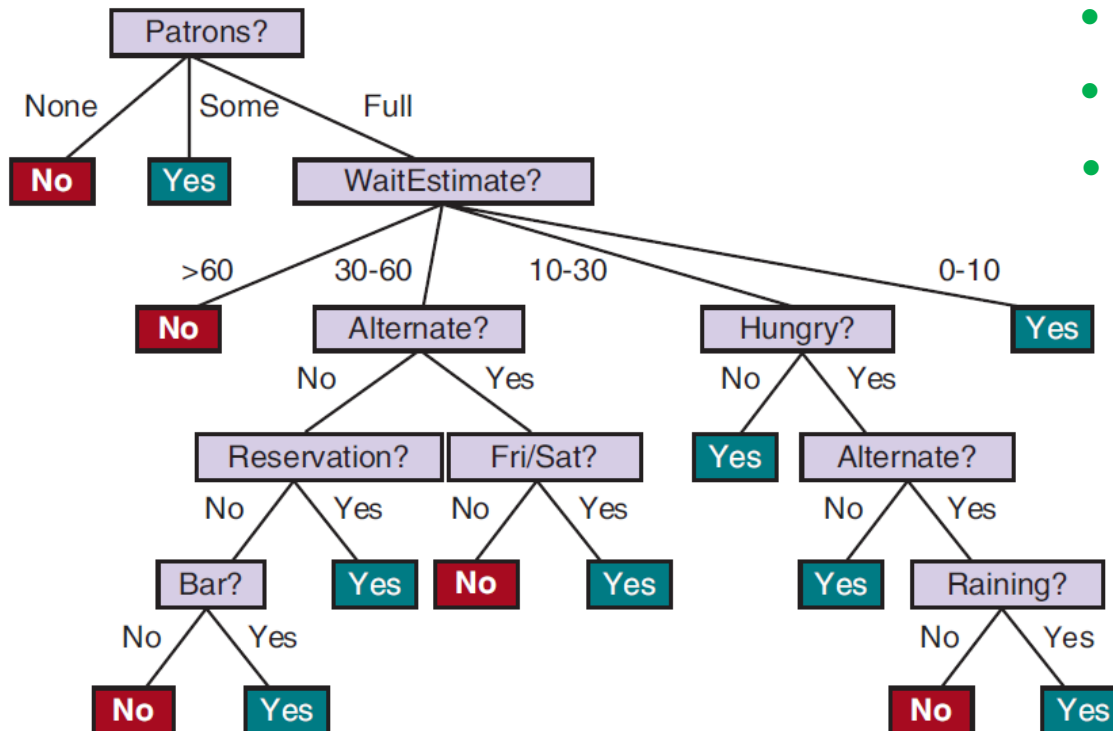 Patrons?
None Some Full
No Yes WaitEstimate?
>60 30-60 10-30 0-10
No Alternate? Hungry? Yes
No Yes No Yes
Reservation? Fri/Sat? Yes Alternate?
No Yes No Yes No Yes
Bar? Yes No Yes Yes Raining?
No Yes No Yes
No Yes No Yes